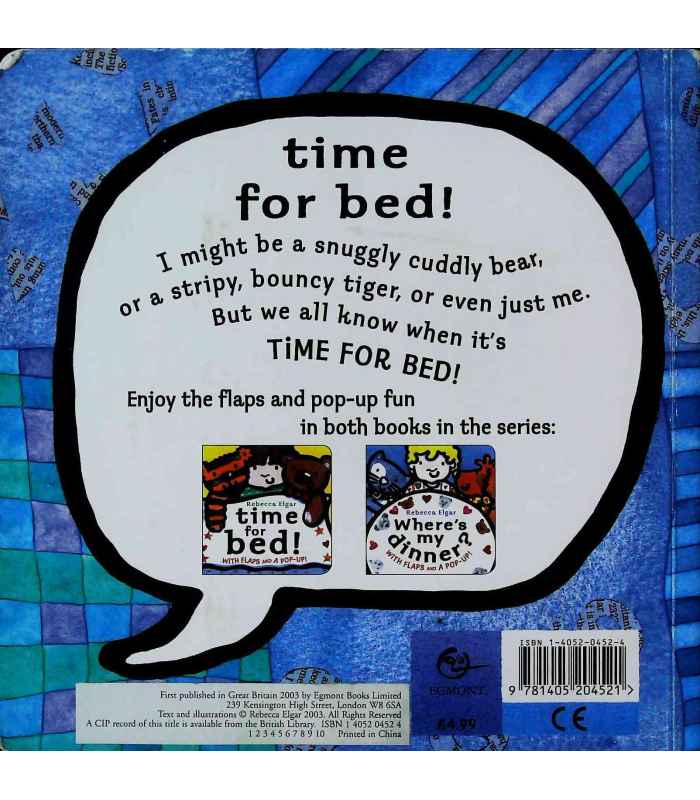 time
for bed!
I might be a snuggly cuddly bear,
or a stripy, bouncy tiger, or even just me.
But we all know when it's
TiME FOR BED!
Enjoy the flaps and pop-up fun
in both books in the series:
Rebecca Elgar
time
for
bed!
WITH FLAPS AND A POP-UP!
Rebecca Elgar
Where's
my
dinner?
WITH FLAPS AND A POP-UP!
First published in Great Britain 2003 by Egmont Books Limited
239 Kensington High Street, London W8 6SA
Text and illustrations © Rebecca Elgar 2003. All Rights Reserved
A CIP record of this title is available from the British Library. ISBN 1 4052 0452 4
1 2 3 4 5 6 7 8 9 10 Printed in China
EGMONT
£4.99
ISBN 1-4052-0452-4
9 781405 204521>
CE